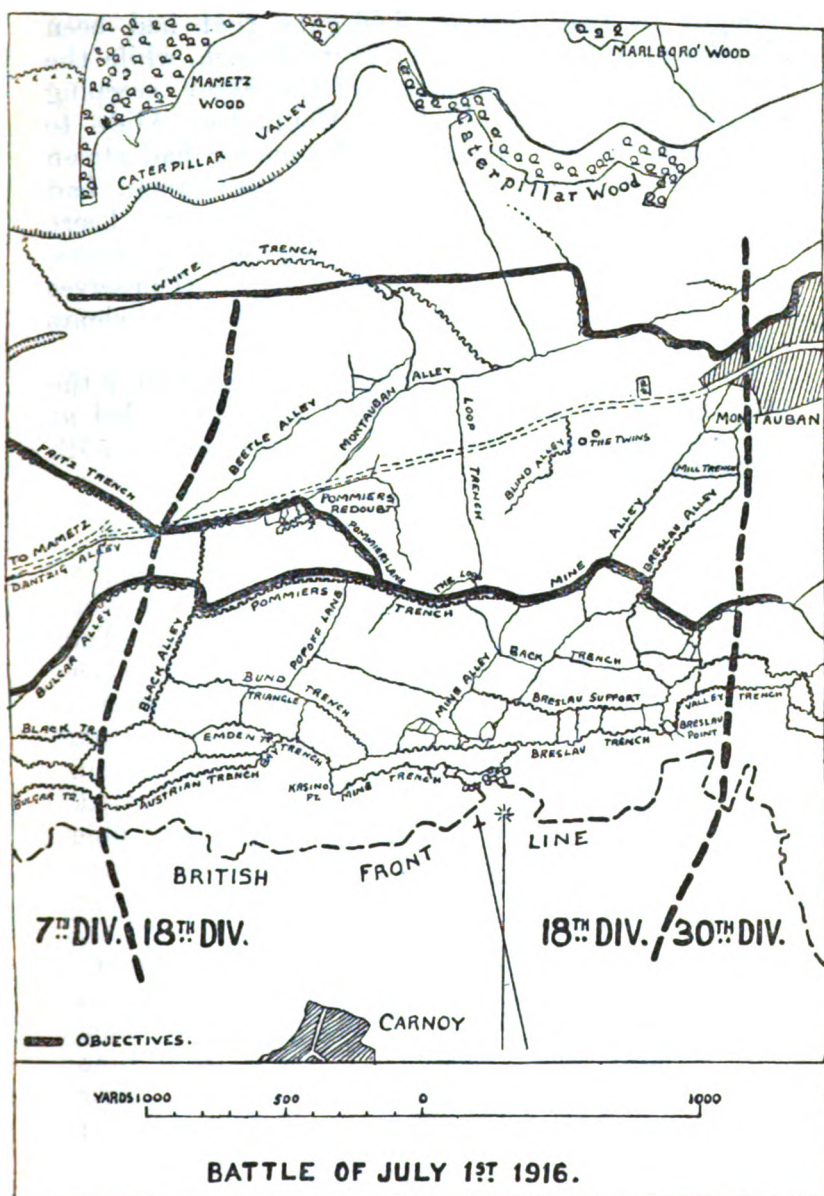 MARLBORO' WOOD
MAMETZ
WOOD
CATERPILLAR VALLEY
Caterpillar Wood
WHITE TRENCH
BEETLE ALLEY
MONTAUBAN ALLEY
LOOP TRENCH
BLIND ALLEY
THE TWINS
MONTAUBAN
MILL TRENCH
FRITZ TRENCH
POMMIERS
REDOUBT
POMMIERS LANE
MINE ALLEY
BRESLAU ALLEY
TO MAMETZ
DANTZIG ALLEY
THE LOOP
POMMIERS TRENCH
BULGAR ALLEY
BLACK ALLEY
POPOFF LANE
MINE ALLEY
BACK TRENCH
BUND TRENCH
TRIANGLE
BRESLAU SUPPORT
VALLEY TRENCH
BLACK TR.
EMDEN TRENCH
BRESLAU TRENCH
BRESLAU
POINT
BULGAR TR.
AUSTRIAN TRENCH
BAY
KASINO
PT.
MINE TRENCH
BRITISH FRONT LINE
7TH DIV. 18TH DIV.
18TH DIV. 30TH DIV.
CARNOY
OBJECTIVES.
YARDS 1000 500 0 1000
BATTLE OF JULY 1ST 1916.